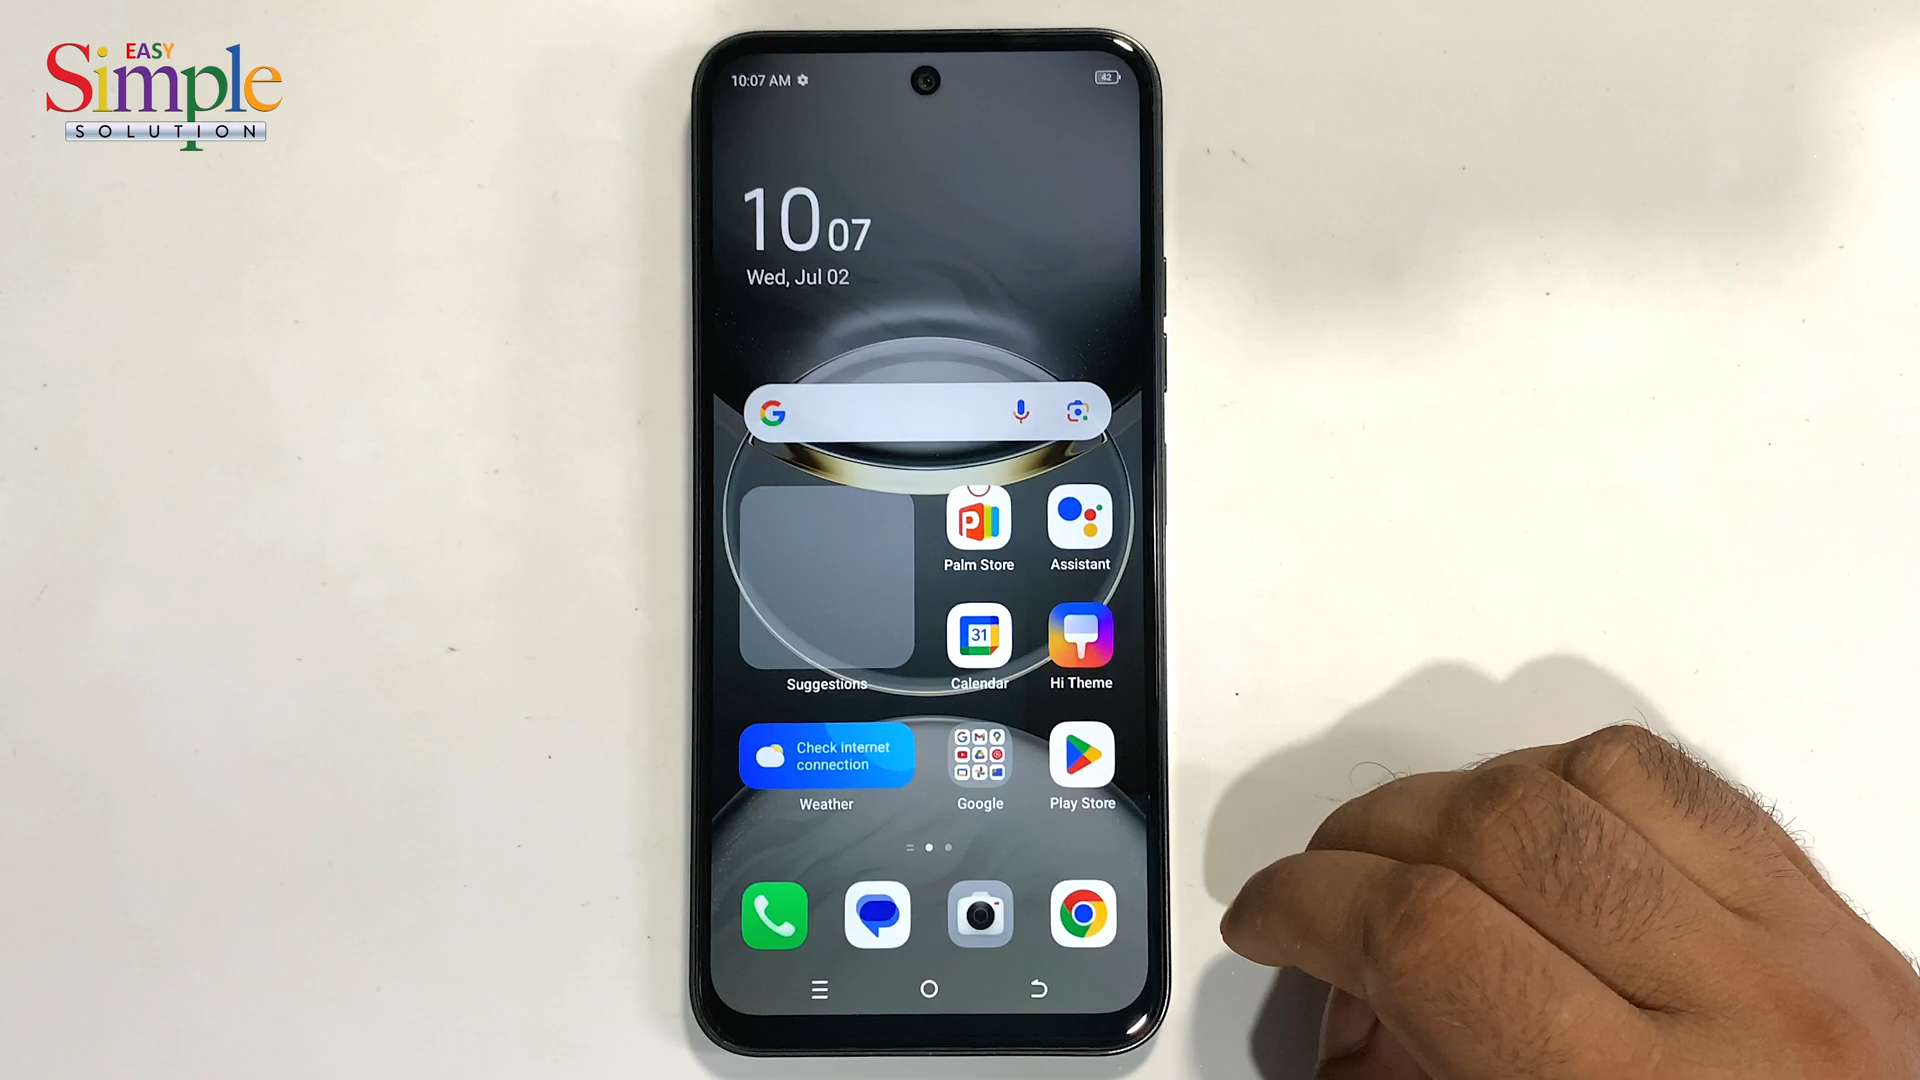 EASY
Simple
SOLUTION
10:07 AM
42
10 07
Wed, Jul 02
G
P
Palm Store
Assistant
31
Suggestions
Calendar
Hi Theme
Check internet
connection
Weather
Google
Play Store